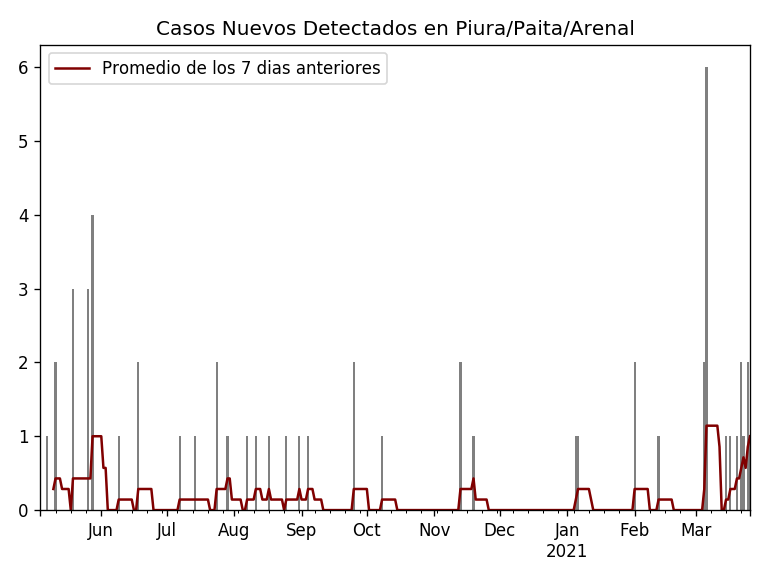 Casos Nuevos Detectados en Piura/Paita/Arenal
Promedio de los 7 dias anteriores
6
5
4
3
2
1
0
Jun Jul Aug Sep Oct Nov Dec Jan Feb Mar
2021